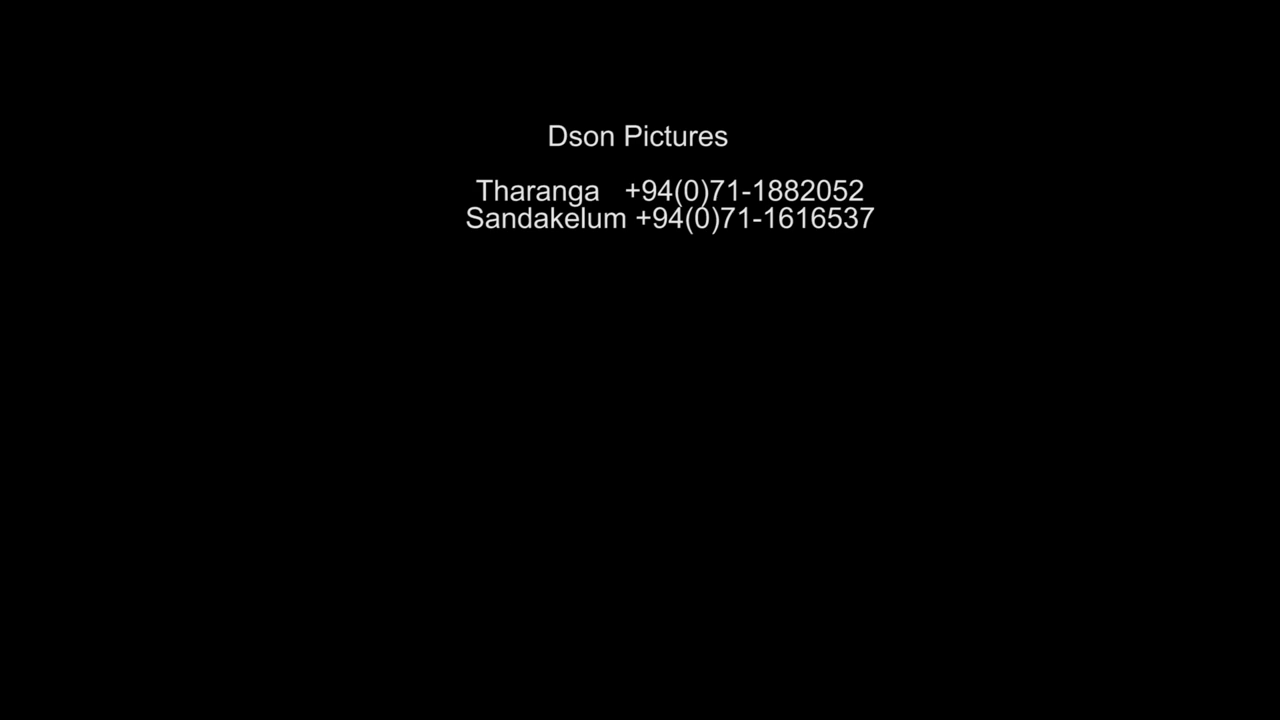 Dson Pictures
Tharanga +94(0)71-1882052
Sandakelum +94(0)71-1616537